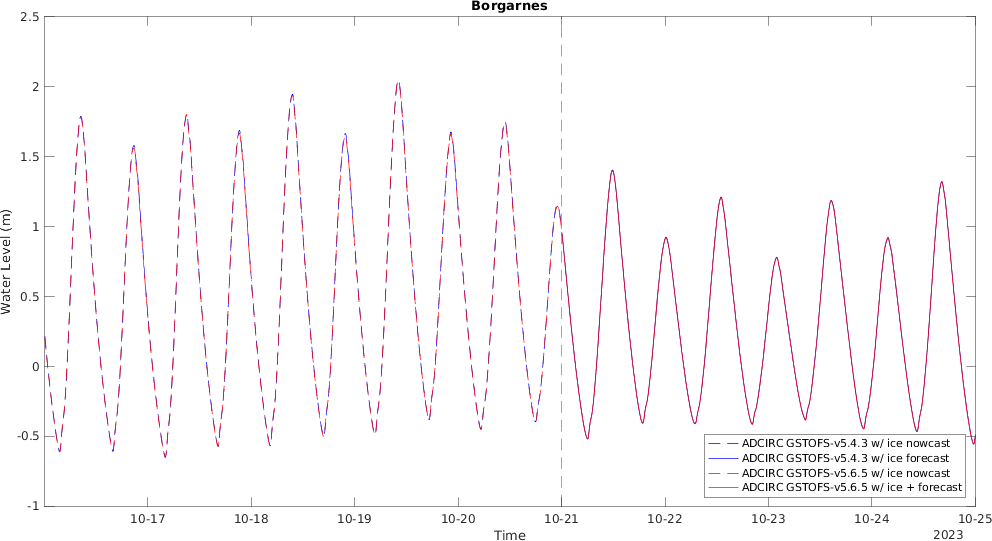 Borgarnes
2.5
2
1.5
1
0.5
0
-0.5
-1
Water Level (m)
10-17
10-18
10-19
10-20
10-21
10-22
10-23
10-24
10-25
Time
2023
ADCIRC GSTOFS-v5.4.3 w/ ice nowcast
ADCIRC GSTOFS-v5.4.3 w/ ice forecast
ADCIRC GSTOFS-v5.6.5 w/ ice nowcast
ADCIRC GSTOFS-v5.6.5 w/ ice + forecast